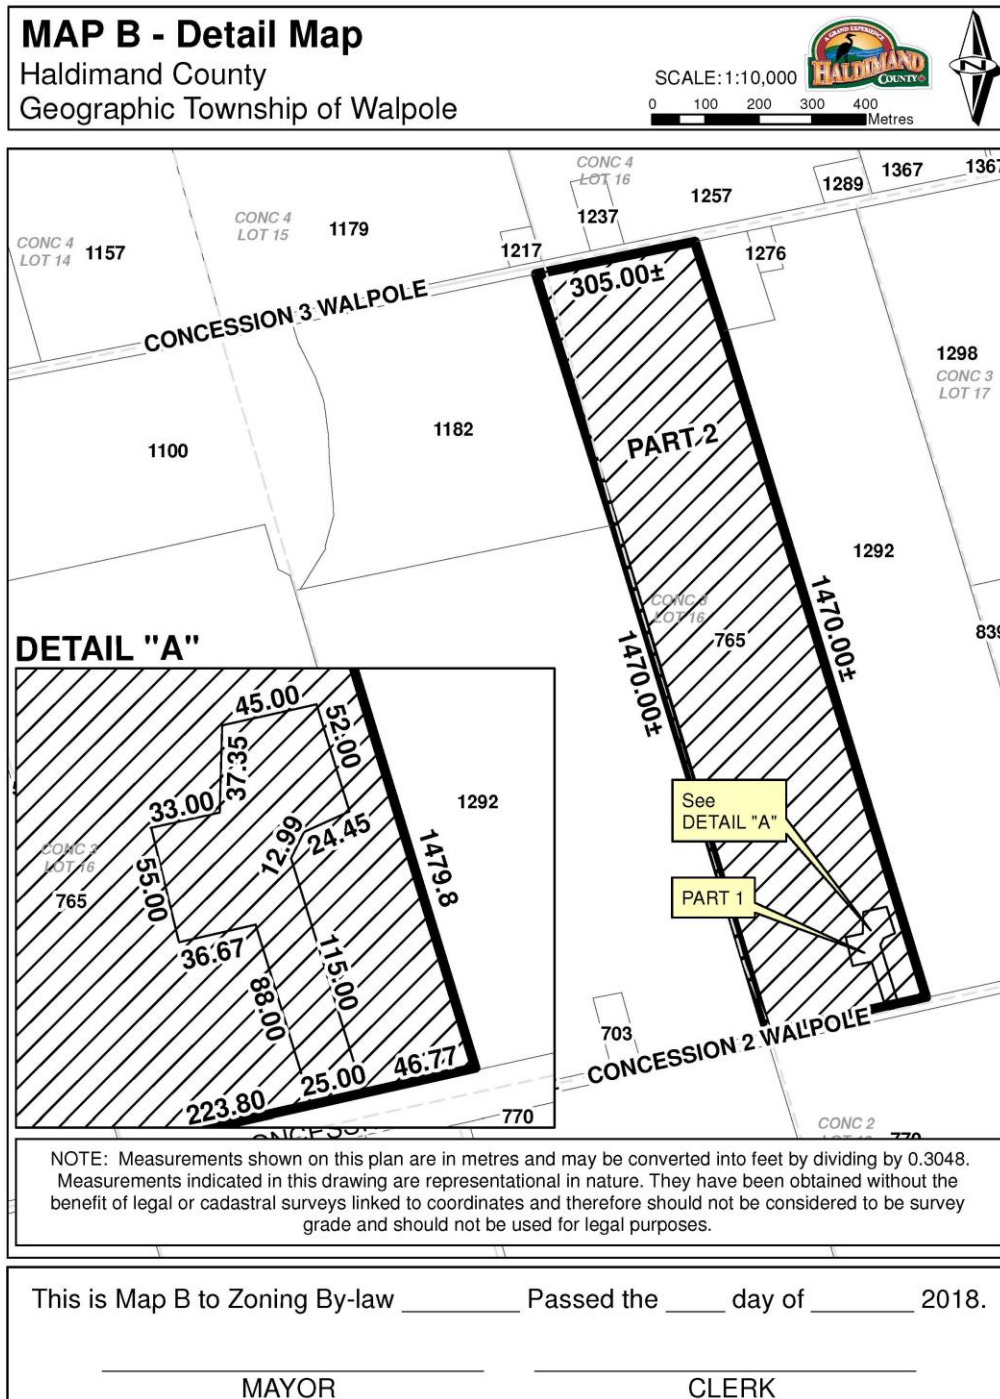 MAP B - Detail Map
Haldimand County
Geographic Township of Walpole
SCALE: 1:10,000
0 100 200 300 400
Metres
A GRAND EXPERIENCE
HALDIMAND
COUNTY
N
CONC 4
LOT 16
1367
1367
1289
1257
1237
CONC 4
LOT 15
1179
CONC 4
LOT 14
1157
1217
1276
305.00±
CONCESSION 3 WALPOLE
1298
CONC 3
LOT 17
1182
1100
PART 2
1292
CONC 3
LOT 16
765
839
1470.00±
1470.00±
DETAIL "A"
45.00
52.00
37.35
33.00
12.99
24.45
1292
1479.8
CONC 3
LOT 16
765
55.00
36.67
115.00
88.00
46.77
25.00
223.80
770
See
DETAIL "A"
PART 1
703
CONCESSION 2 WALPOLE
CONC 2
770
NOTE: Measurements shown on this plan are in metres and may be converted into feet by dividing by 0.3048.
Measurements indicated in this drawing are representational in nature. They have been obtained without the
benefit of legal or cadastral surveys linked to coordinates and therefore should not be considered to be survey
grade and should not be used for legal purposes.
This is Map B to Zoning By-law ________ Passed the ____ day of _______ 2018.
MAYOR
CLERK